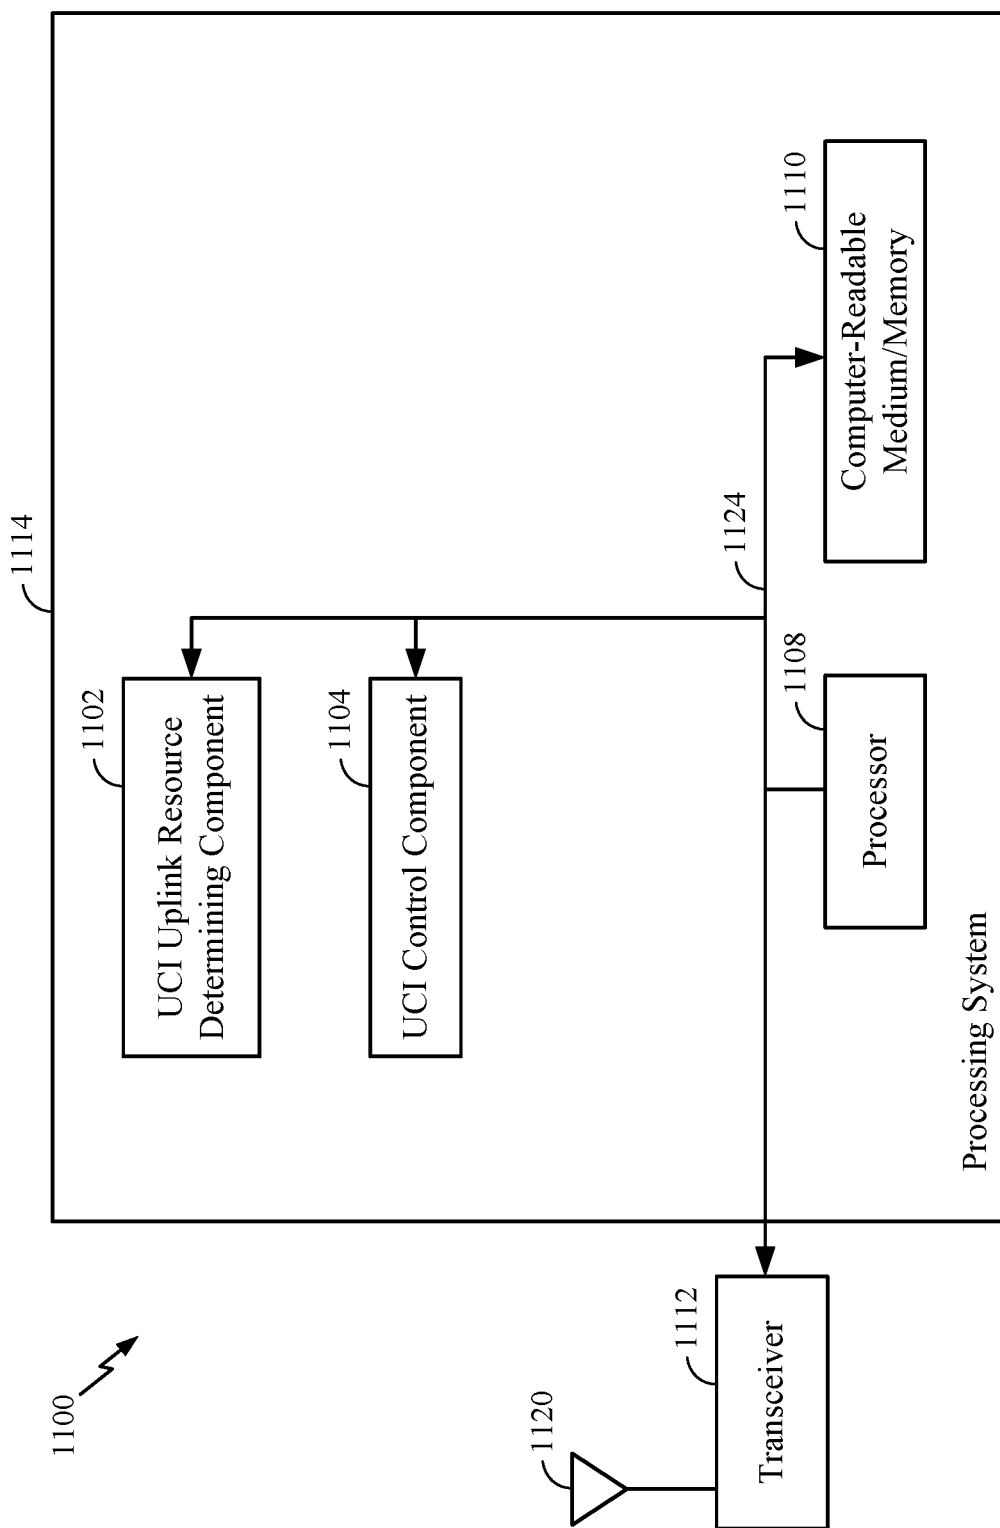 1100
1114
1120
1112
Transceiver
1102
UCI Uplink Resource
Determining Component
1104
UCI Control Component
1124
1108
Processor
1110
Computer-Readable
Medium/Memory
Processing System